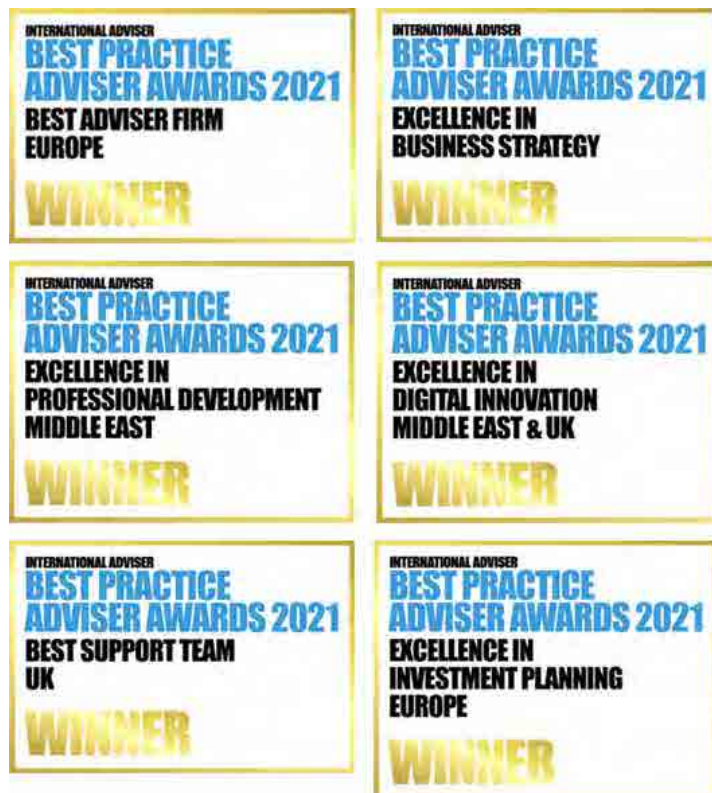 INTERNATIONAL ADVISER
BEST PRACTICE
ADVISER AWARDS 2021
BEST ADVISER FIRM
EUROPE
WINNER
INTERNATIONAL ADVISER
BEST PRACTICE
ADVISER AWARDS 2021
EXCELLENCE IN
BUSINESS STRATEGY
WINNER
INTERNATIONAL ADVISER
BEST PRACTICE
ADVISER AWARDS 2021
EXCELLENCE IN
PROFESSIONAL DEVELOPMENT
MIDDLE EAST
WINNER
INTERNATIONAL ADVISER
BEST PRACTICE
ADVISER AWARDS 2021
EXCELLENCE IN
DIGITAL INNOVATION
MIDDLE EAST & UK
WINNER
INTERNATIONAL ADVISER
BEST PRACTICE
ADVISER AWARDS 2021
BEST SUPPORT TEAM
UK
WINNER
INTERNATIONAL ADVISER
BEST PRACTICE
ADVISER AWARDS 2021
EXCELLENCE IN
INVESTMENT PLANNING
EUROPE
WINNER